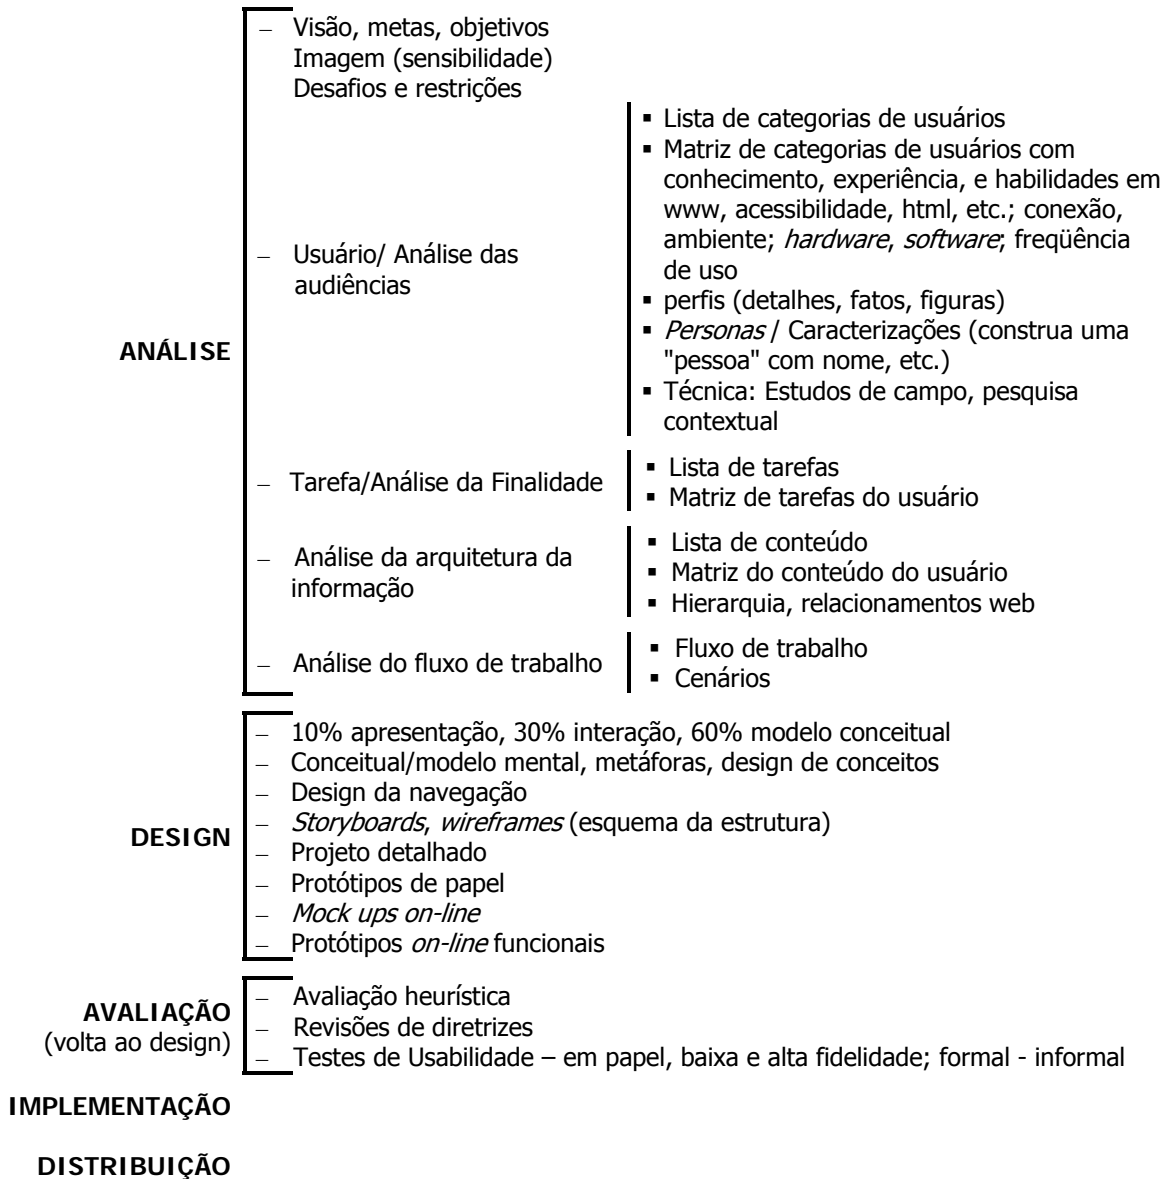 – Visão, metas, objetivos
Imagem (sensibilidade)
Desafios e restrições
ANÁLISE
– Usuário/ Análise das
audiências
▪ Lista de categorias de usuários
▪ Matriz de categorias de usuários com
conhecimento, experiência, e habilidades em
www, acessibilidade, html, etc.; conexão,
ambiente; hardware, software; freqüência
de uso
▪ perfis (detalhes, fatos, figuras)
▪ Personas / Caracterizações (construa uma
"pessoa" com nome, etc.)
▪ Técnica: Estudos de campo, pesquisa
contextual
– Tarefa/Análise da Finalidade
▪ Lista de tarefas
▪ Matriz de tarefas do usuário
– Análise da arquitetura da
informação
▪ Lista de conteúdo
▪ Matriz do conteúdo do usuário
▪ Hierarquia, relacionamentos web
– Análise do fluxo de trabalho
▪ Fluxo de trabalho
▪ Cenários
DESIGN
– 10% apresentação, 30% interação, 60% modelo conceitual
– Conceitual/modelo mental, metáforas, design de conceitos
– Design da navegação
– Storyboards, wireframes (esquema da estrutura)
– Projeto detalhado
– Protótipos de papel
– Mock ups on-line
– Protótipos on-line funcionais
AVALIAÇÃO
(volta ao design)
– Avaliação heurística
– Revisões de diretrizes
– Testes de Usabilidade – em papel, baixa e alta fidelidade; formal - informal
IMPLEMENTAÇÃO
DISTRIBUIÇÃO